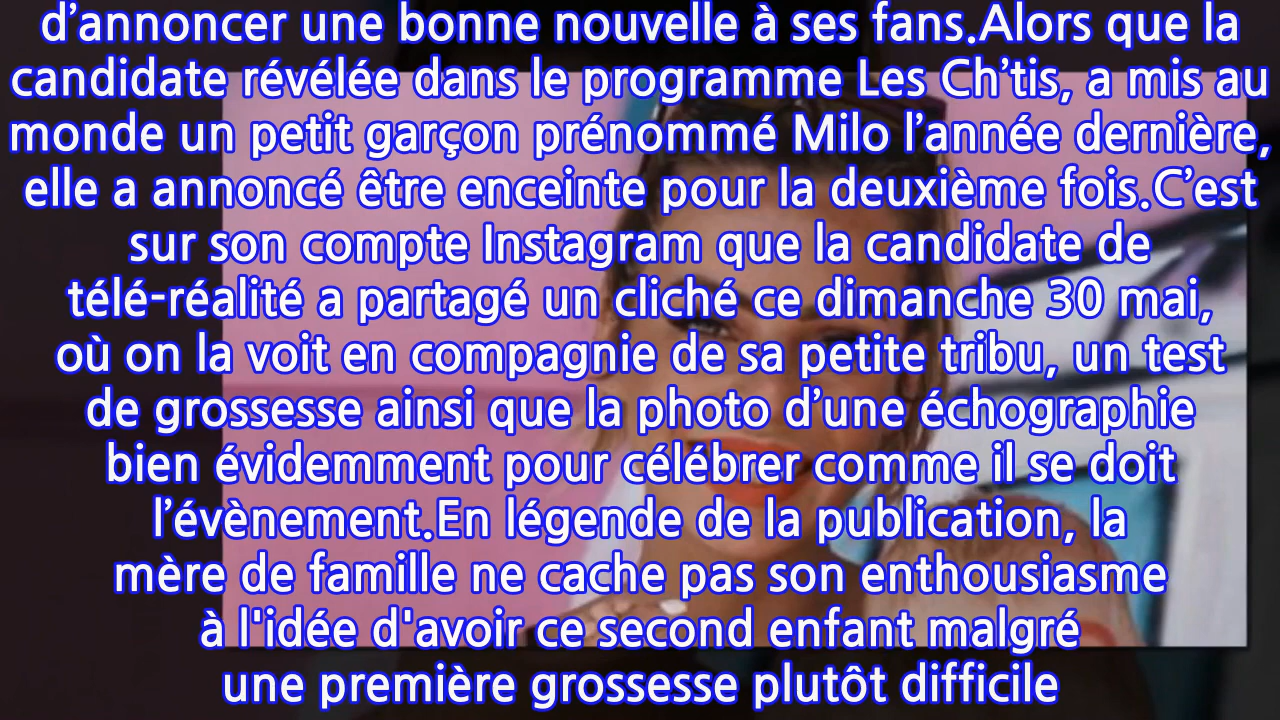 d’annoncer une bonne nouvelle à ses fans.Alors que la
candidate révélée dans le programme Les Ch’tis, a mis au
monde un petit garçon prénommé Milo l’année dernière,
elle a annoncé être enceinte pour la deuxième fois.C’est
sur son compte Instagram que la candidate de
télé-réalité a partagé un cliché ce dimanche 30 mai,
où on la voit en compagnie de sa petite tribu, un test
de grossesse ainsi que la photo d’une échographie
bien évidemment pour célébrer comme il se doit
l’évènement.En légende de la publication, la
mère de famille ne cache pas son enthousiasme
à l'idée d'avoir ce second enfant malgré
une première grossesse plutôt difficile